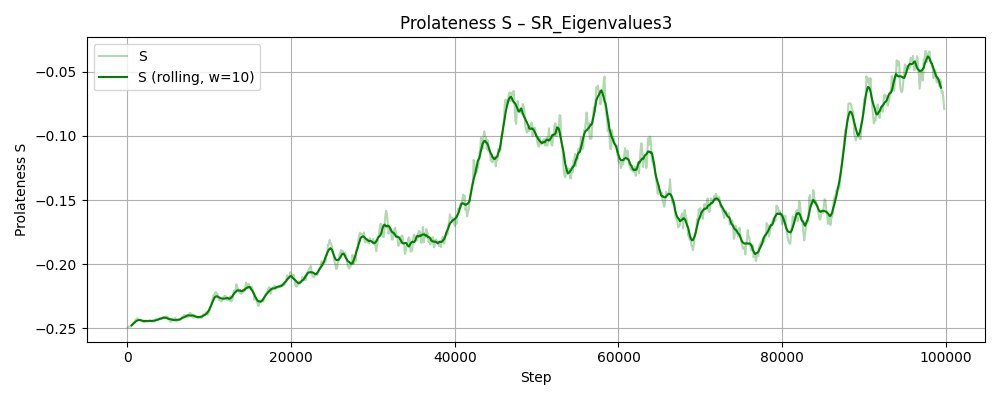 Prolateness S – SR_Eigenvalues3
S
S (rolling, w=10)
Prolateness S
−0.05
−0.10
−0.15
−0.20
−0.25
0
20000
40000
60000
80000
100000
Step